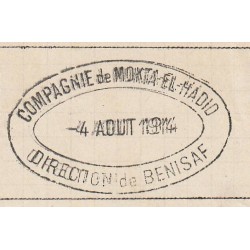 COMPAGNIE de MOKTA-EL-HADID
-4 AOUT 1914
DIRECTION de BENISAF